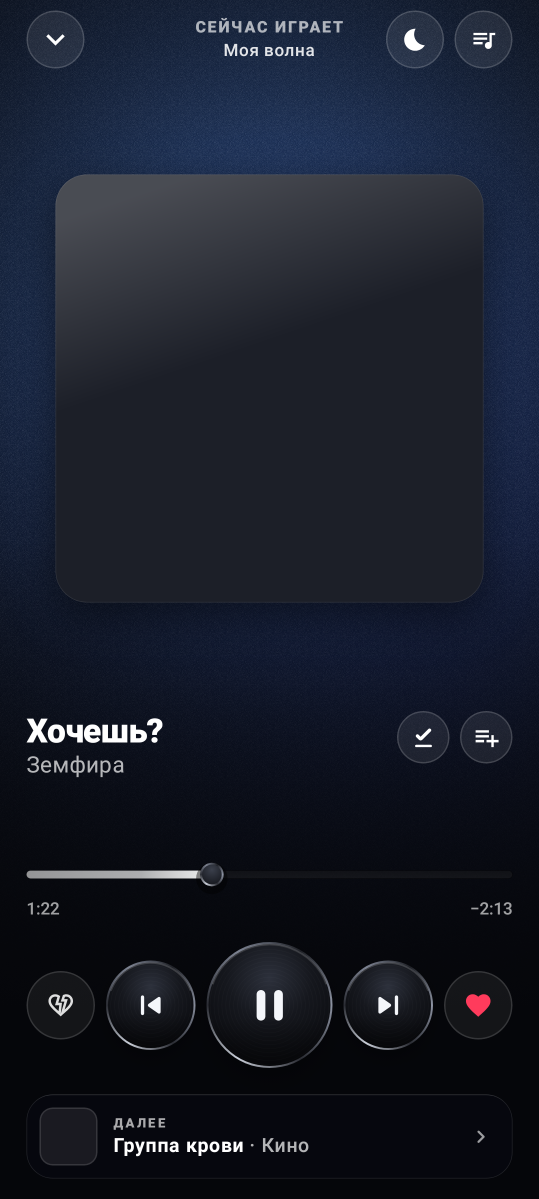 СЕЙЧАС ИГРАЕТ
Моя волна
Хочешь?
Земфира
1:22
−2:13
ДАЛЕЕ
Группа крови · Кино